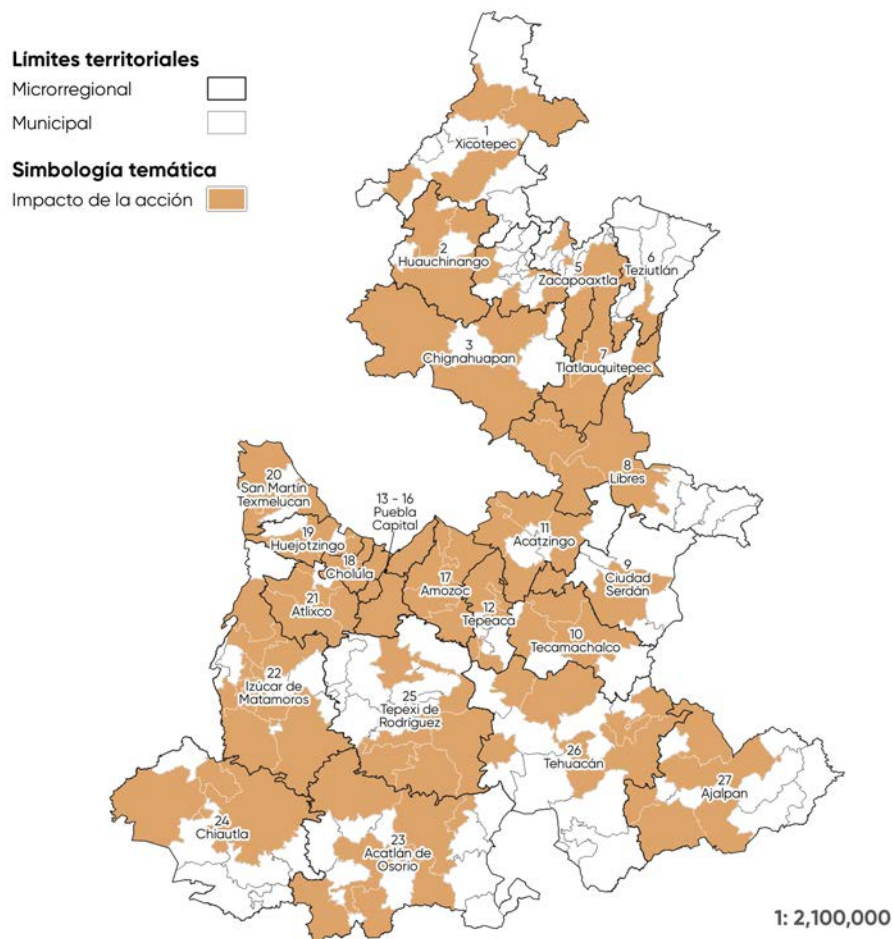 Límites territoriales
Microrregional
Municipal
Simbología temática
Impacto de la acción
1
Xicotepec
2
Huauchinango
3
Chignahuapan
5
Zacapoaxtla
6
Teziutlán
7
Tlatlauquitepec
8
Libres
20
San Martín
Texmelucan
13 - 16
Puebla
Capital
19
Huejotzingo
18
Cholula
11
Acatzingo
9
Ciudad
Serdán
21
Atlixco
17
Amozoc
12
Tepeaca
10
Tecamachalco
22
Izúcar de
Matamoros
25
Tepexi de
Rodríguez
26
Tehuacán
27
Ajalpan
24
Chiautla
23
Acatlán de
Osorio
1: 2,100,000